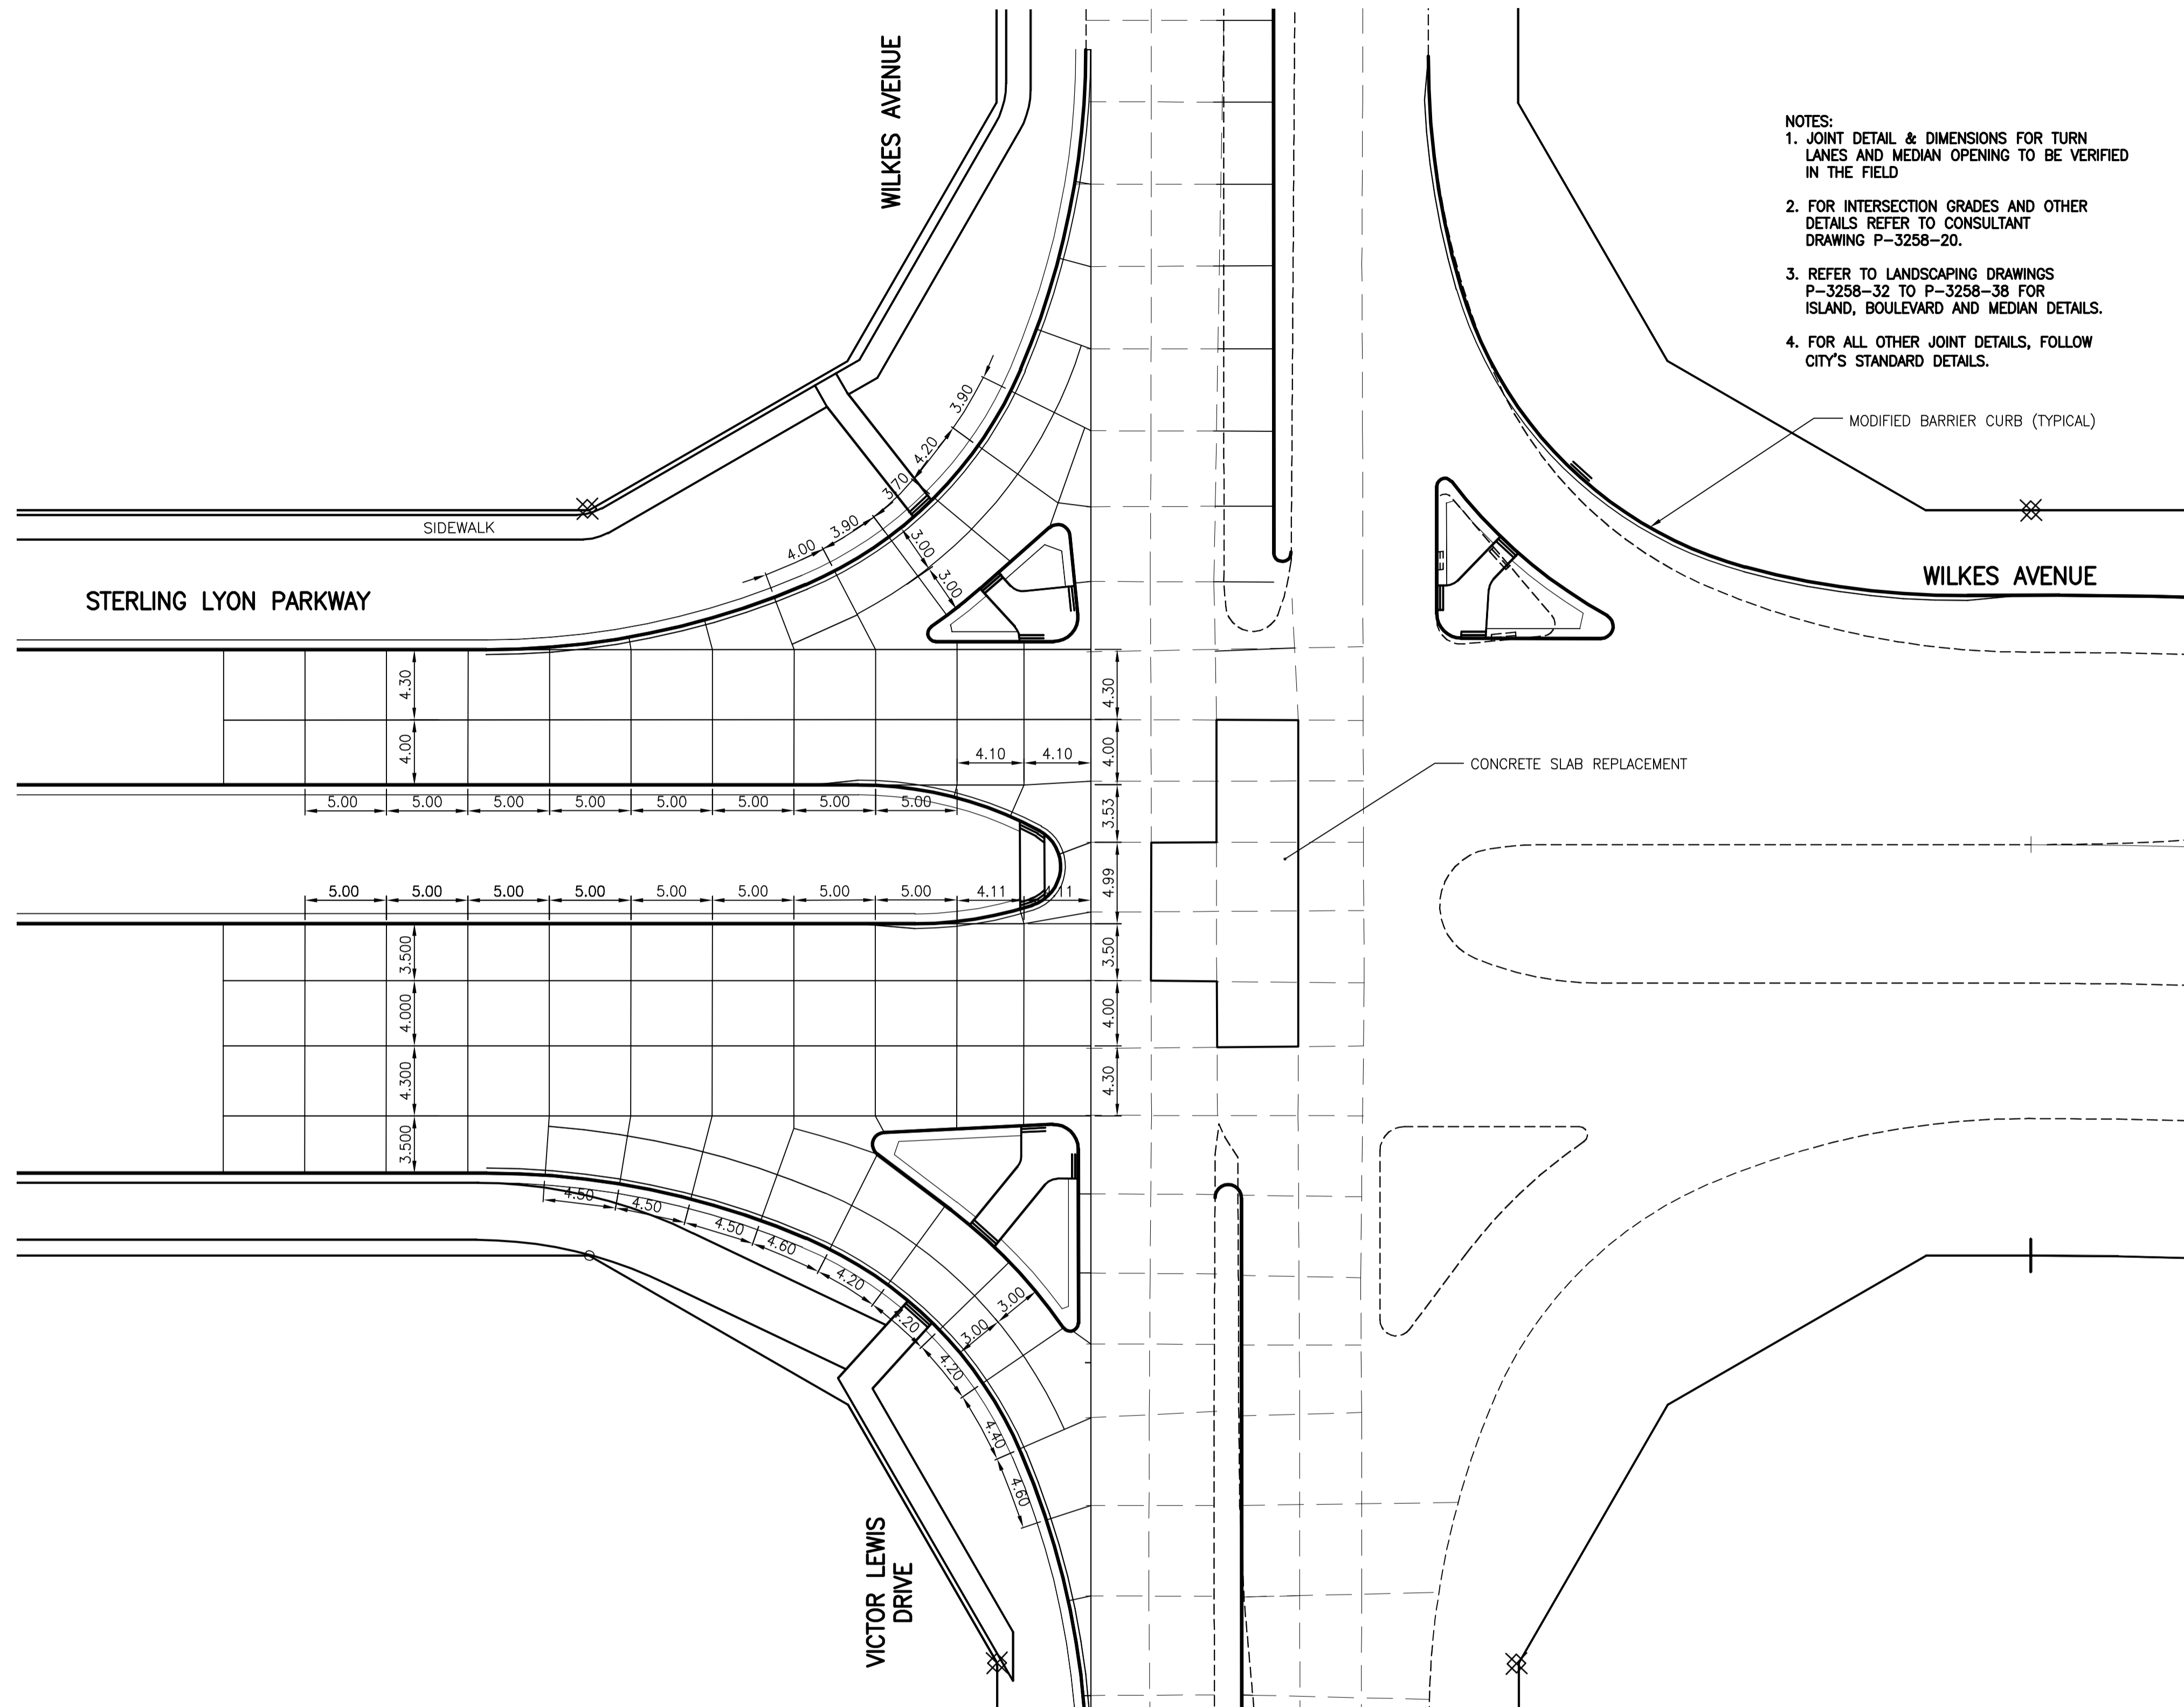 WILKES AVENUE
NOTES:
1. JOINT DETAIL & DIMENSIONS FOR TURN
LANES AND MEDIAN OPENING TO BE VERIFIED
IN THE FIELD
2. FOR INTERSECTION GRADES AND OTHER
DETAILS REFER TO CONSULTANT
DRAWING P-3258-20.
3. REFER TO LANDSCAPING DRAWINGS
P-3258-32 TO P-3258-38 FOR
ISLAND, BOULEVARD AND MEDIAN DETAILS.
4. FOR ALL OTHER JOINT DETAILS, FOLLOW
CITY'S STANDARD DETAILS.
MODIFIED BARRIER CURB (TYPICAL)
3.90
4.20
3.70
3.90
4.00
3.00
3.00
SIDEWALK
STERLING LYON PARKWAY
WILKES AVENUE
4.30
4.00
4.30
4.00
3.53
4.99
3.50
4.00
4.30
4.10 4.10
CONCRETE SLAB REPLACEMENT
5.00 5.00 5.00 5.00 5.00 5.00 5.00 5.00
5.00 5.00 5.00 5.00 5.00 5.00 5.00 5.00 4.11 4.11
3.500
4.000
4.300
3.500
4.50
4.50
4.50
4.60
4.20
4.20
4.20
4.40
4.60
3.00
3.00
VICTOR LEWIS
DRIVE